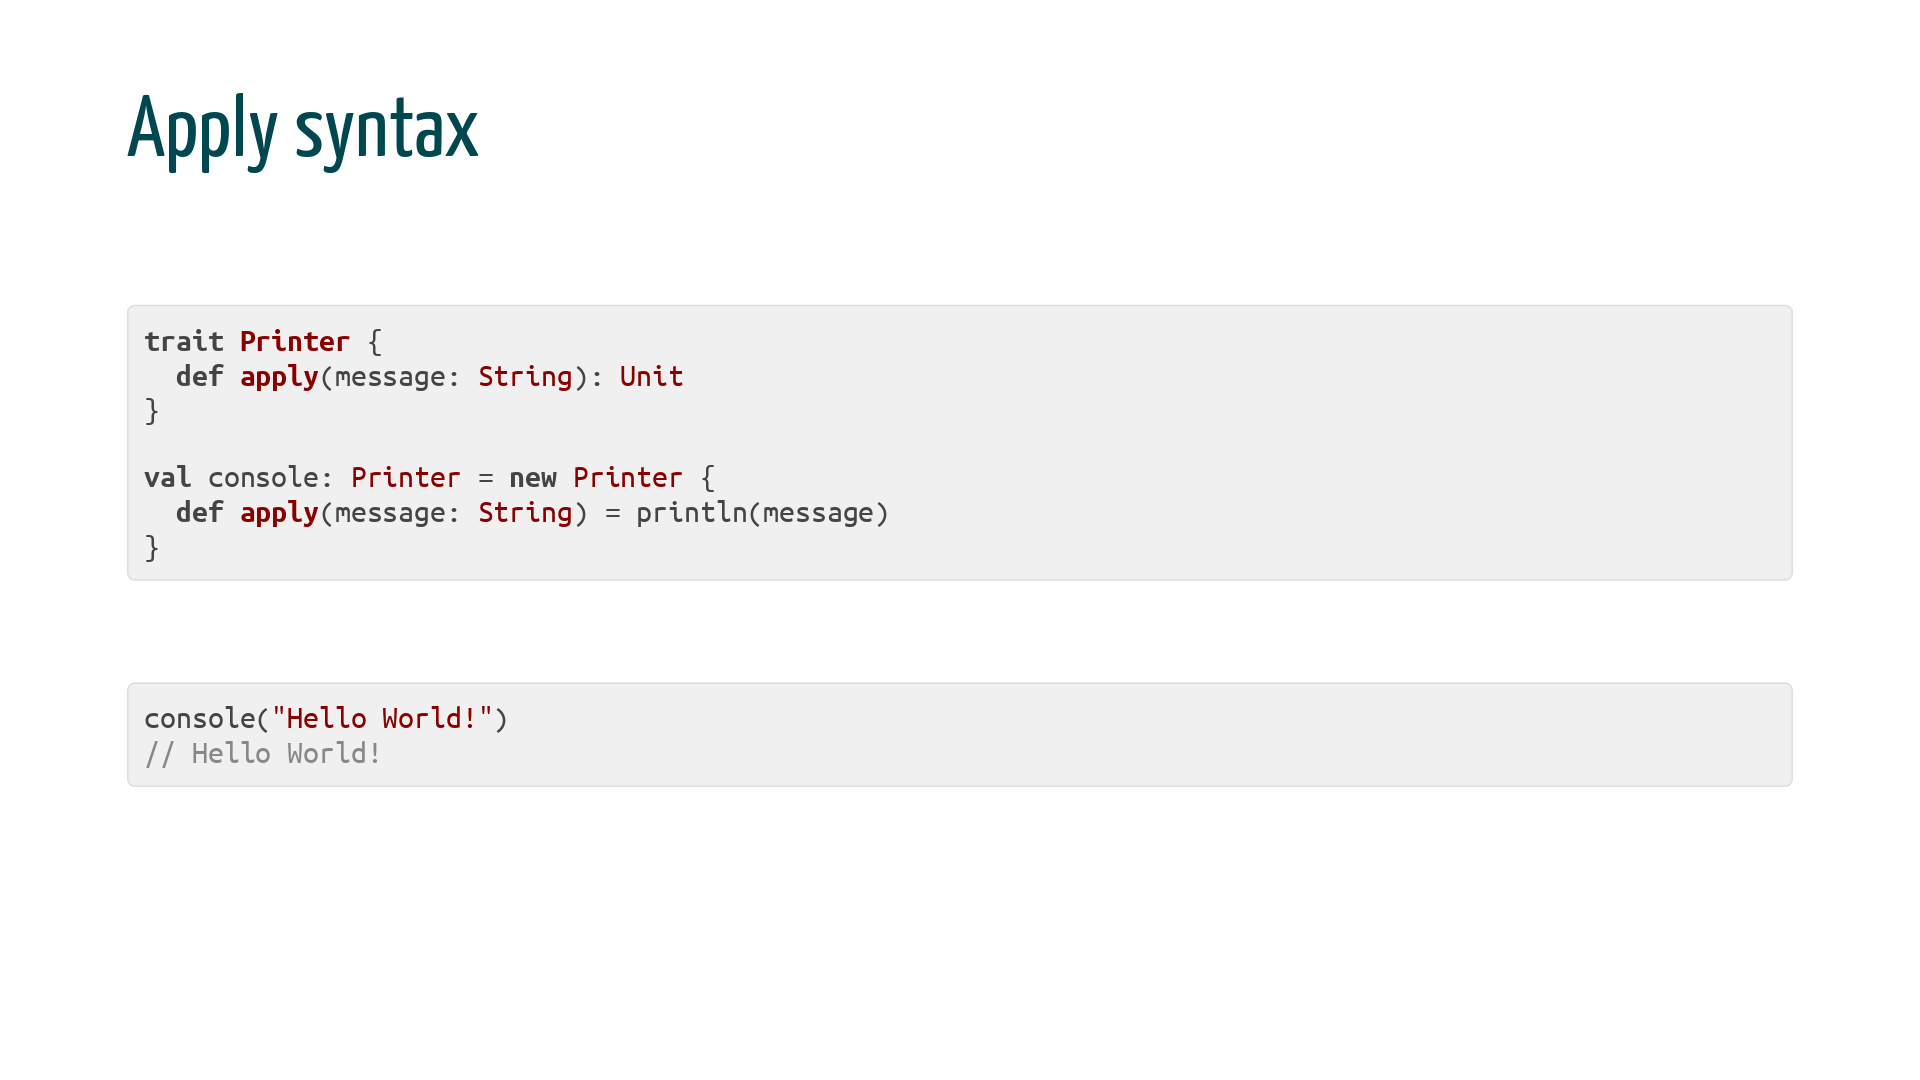 Apply syntax
trait Printer {
  def apply(message: String): Unit
}
val console: Printer = new Printer {
  def apply(message: String) = println(message)
}
console("Hello World!")
// Hello World!